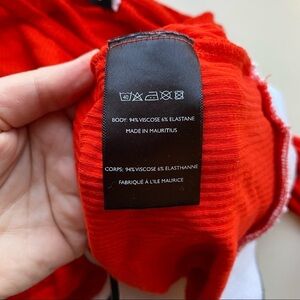 BODY: 94% VISCOSE 6% ELASTANE
MADE IN MAURITIUS
CORPS: 94% VISCOSE 6% ELASTHANNE
FABRIQUÉ À L'ILE MAURICE